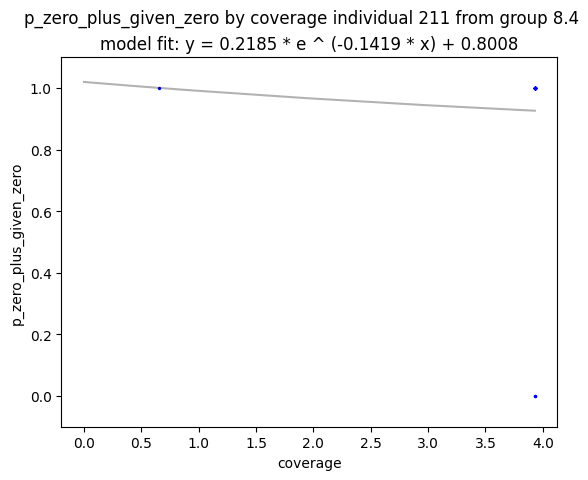 p_zero_plus_given_zero by coverage individual 211 from group 8.4
model fit: y = 0.2185 * e ^ (-0.1419 * x) + 0.8008
p_zero_plus_given_zero
1.0
0.8
0.6
0.4
0.2
0.0
0.0 0.5 1.0 1.5 2.0 2.5 3.0 3.5 4.0
coverage